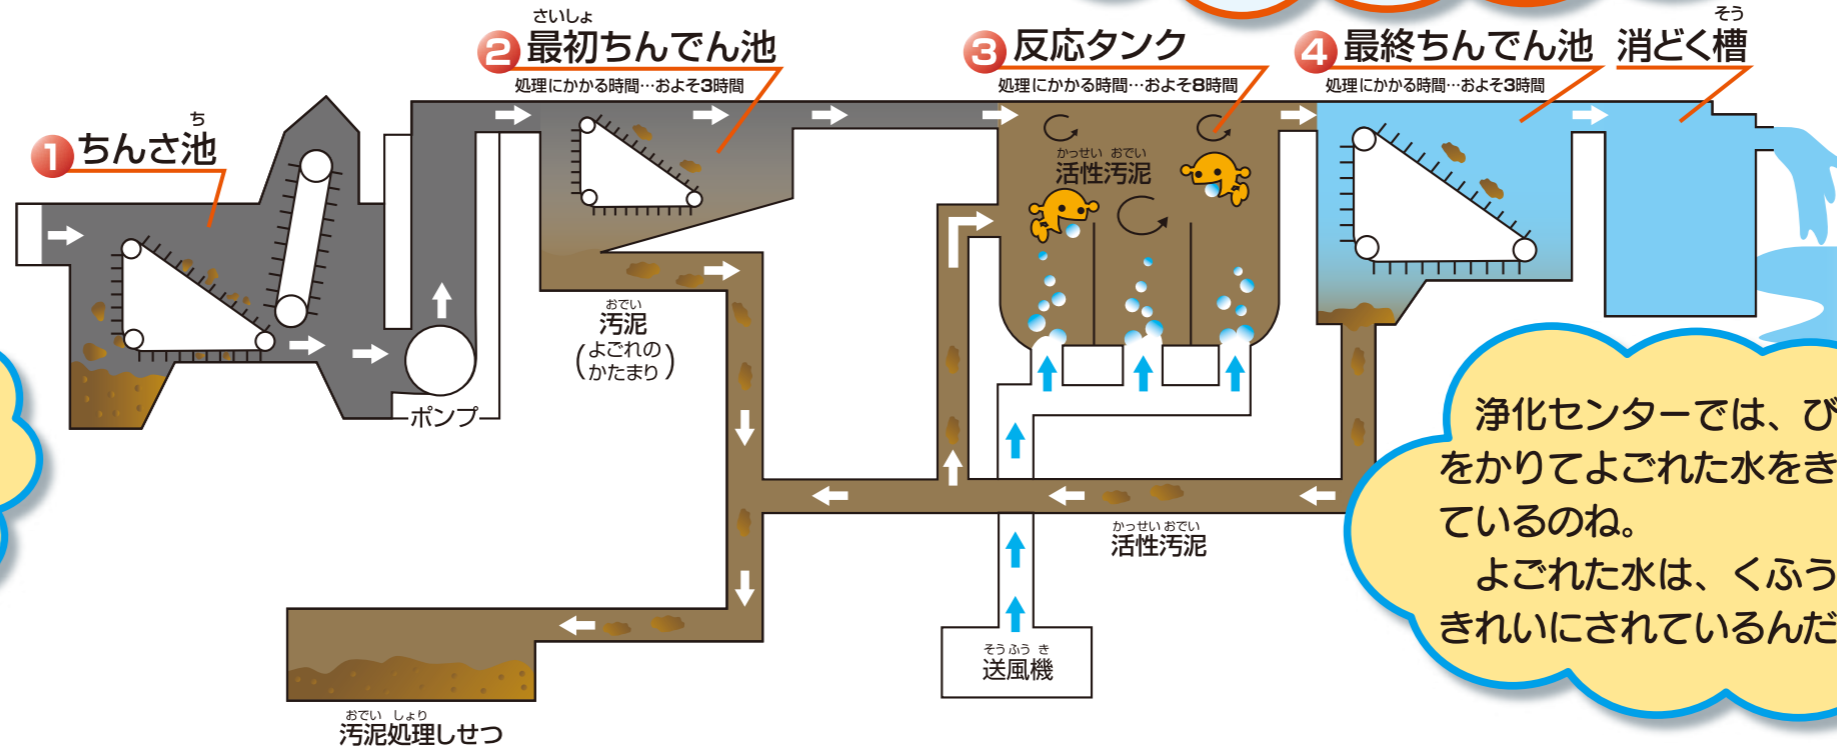 1 ちんさ池
ち
2 最初ちんでん池
さいしょ
処理にかかる時間…およそ3時間
3 反応タンク
処理にかかる時間…およそ8時間
4 最終ちんでん池
処理にかかる時間…およそ3時間
消どく槽
そう
かっせい おでい
活性汚泥
おでい
汚泥
(よごれの
かたまり)
ポンプ
かっせい おでい
活性汚泥
そうふう き
送風機
おでい しょり
汚泥処理しせつ
浄化センターでは、び
をかりてよごれた水をき
ているのね。
よごれた水は、くふう
きれいにされているんだ